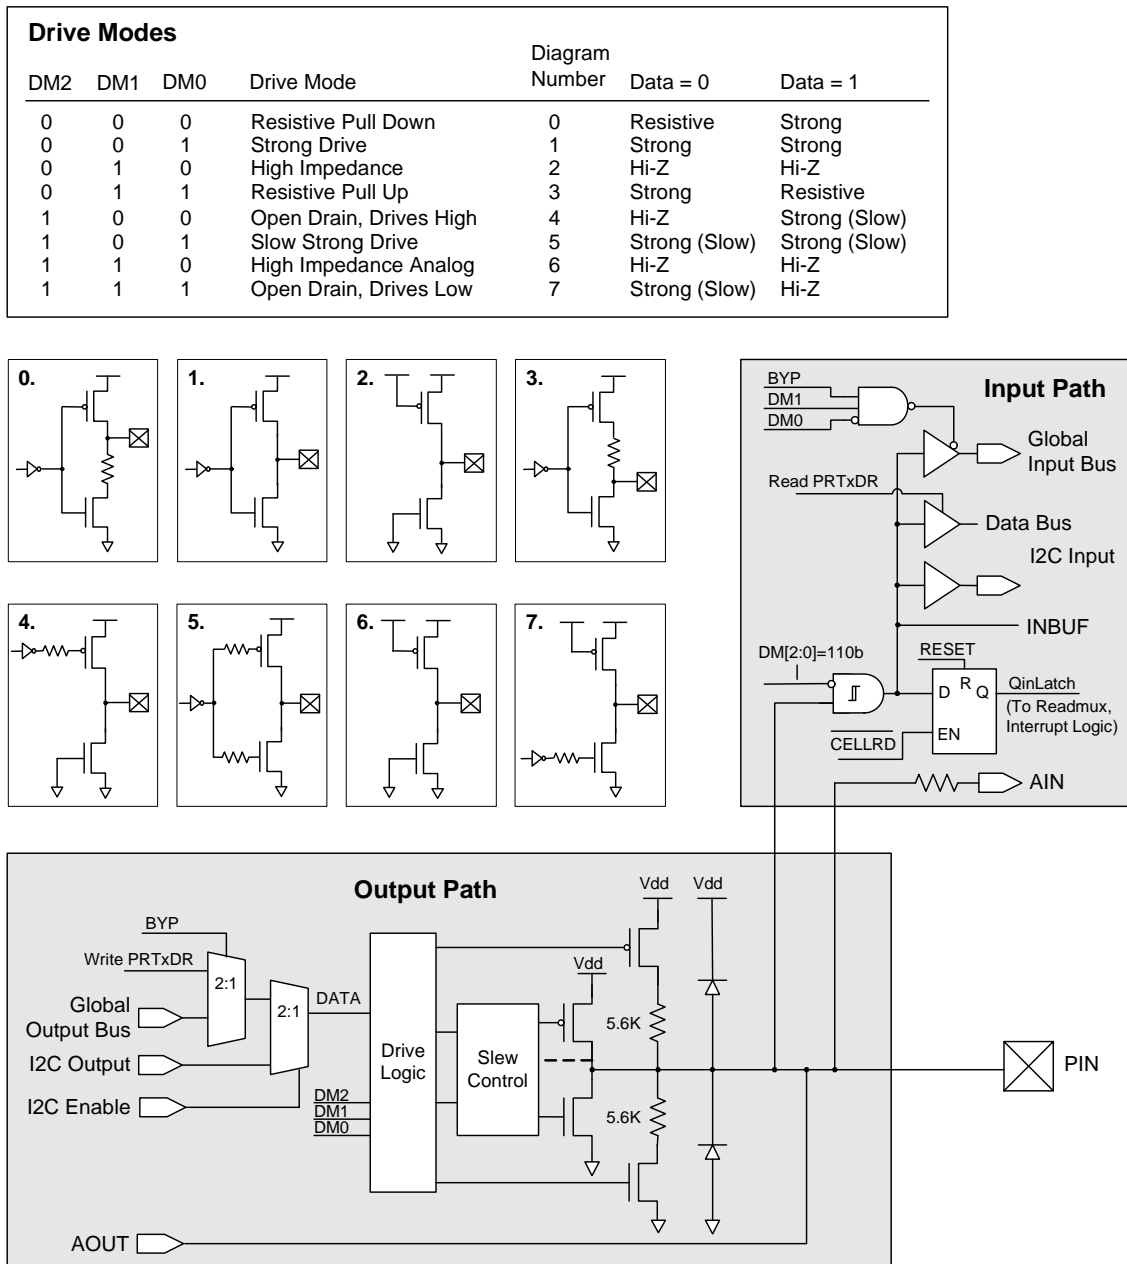 Drive Modes
DM2 DM1 DM0 Drive Mode Diagram Number Data = 0 Data = 1
0 0 0 Resistive Pull Down 0 Resistive Strong
0 0 1 Strong Drive 1 Strong Strong
0 1 0 High Impedance 2 Hi-Z Hi-Z
0 1 1 Resistive Pull Up 3 Strong Resistive
1 0 0 Open Drain, Drives High 4 Hi-Z Strong (Slow)
1 0 1 Slow Strong Drive 5 Strong (Slow) Strong (Slow)
1 1 0 High Impedance Analog 6 Hi-Z Hi-Z
1 1 1 Open Drain, Drives Low 7 Strong (Slow) Hi-Z
0.
1.
2.
3.
4.
5.
6.
7.
Input Path
BYP
DM1
DM0
Global
Input Bus
Read PRTxDR
Data Bus
I2C Input
INBUF
DM[2:0]=110b
RESET
D R Q
EN
QinLatch
(To Readmux,
Interrupt Logic)
CELLRD
AIN
Output Path
BYP
Write PRTxDR
2:1
Global
Output Bus
2:1
DATA
I2C Output
I2C Enable
DM2
DM1
DM0
Drive
Logic
Slew
Control
Vdd
Vdd
Vdd
5.6K
5.6K
AOUT
PIN